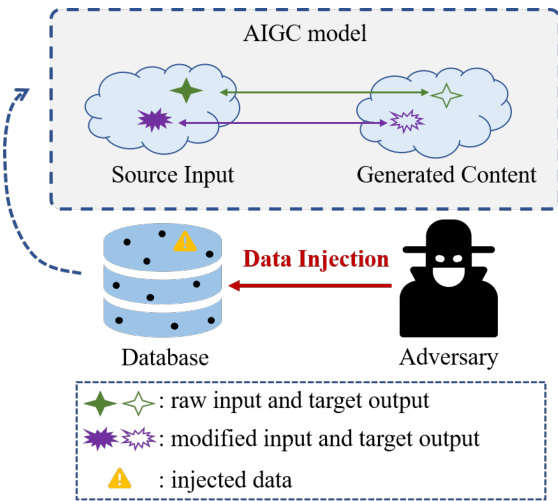 AIGC model
Source Input
Generated Content
Data Injection
Database
Adversary
: raw input and target output
: modified input and target output
: injected data